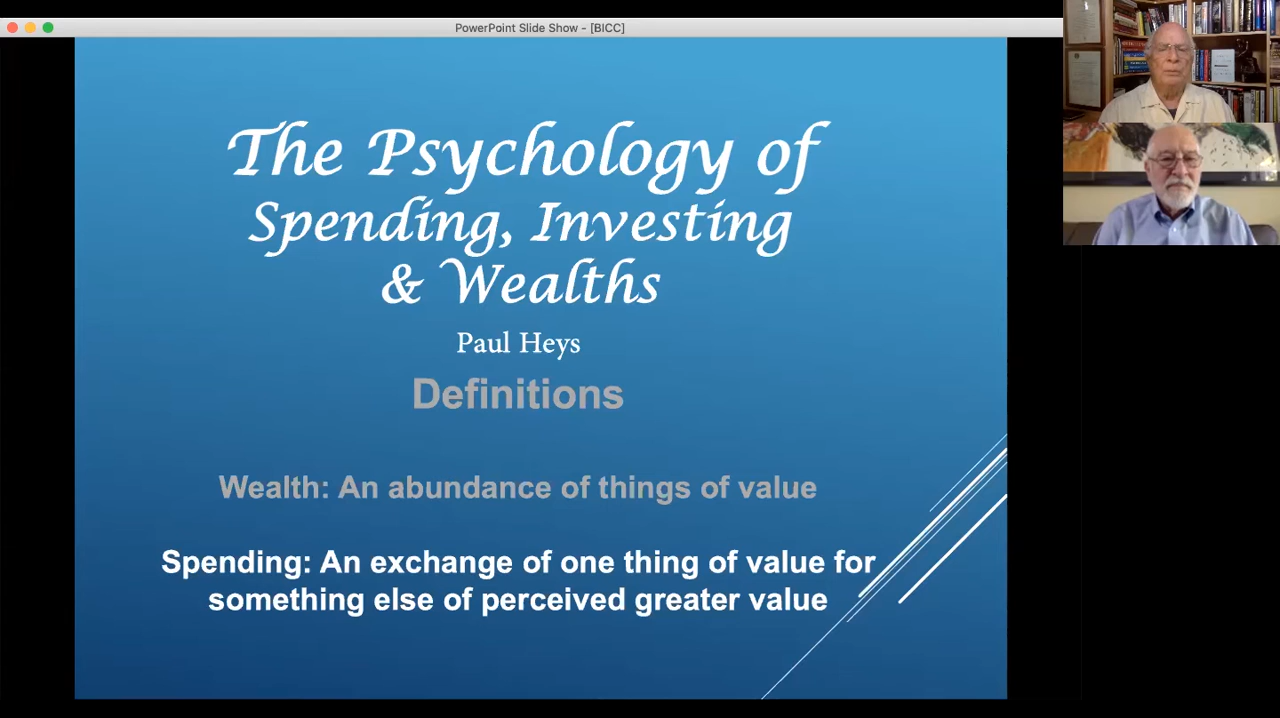 PowerPoint Slide Show - [BICC]
The Psychology of
Spending, Investing
& Wealths
Paul Heys
Definitions
Wealth: An abundance of things of value
Spending: An exchange of one thing of value for
something else of perceived greater value